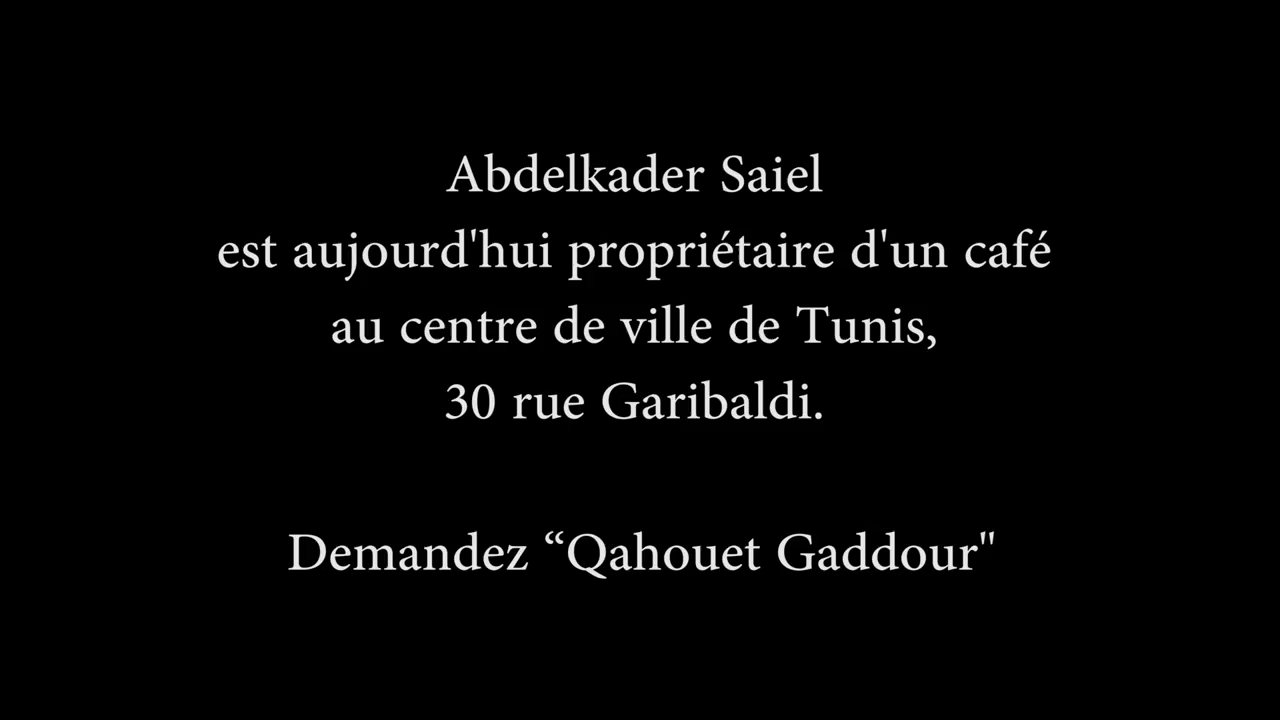 Abdelkader Saiel
est aujourd'hui propriétaire d'un café
au centre de ville de Tunis,
30 rue Garibaldi.
Demandez “Qahouet Gaddour"